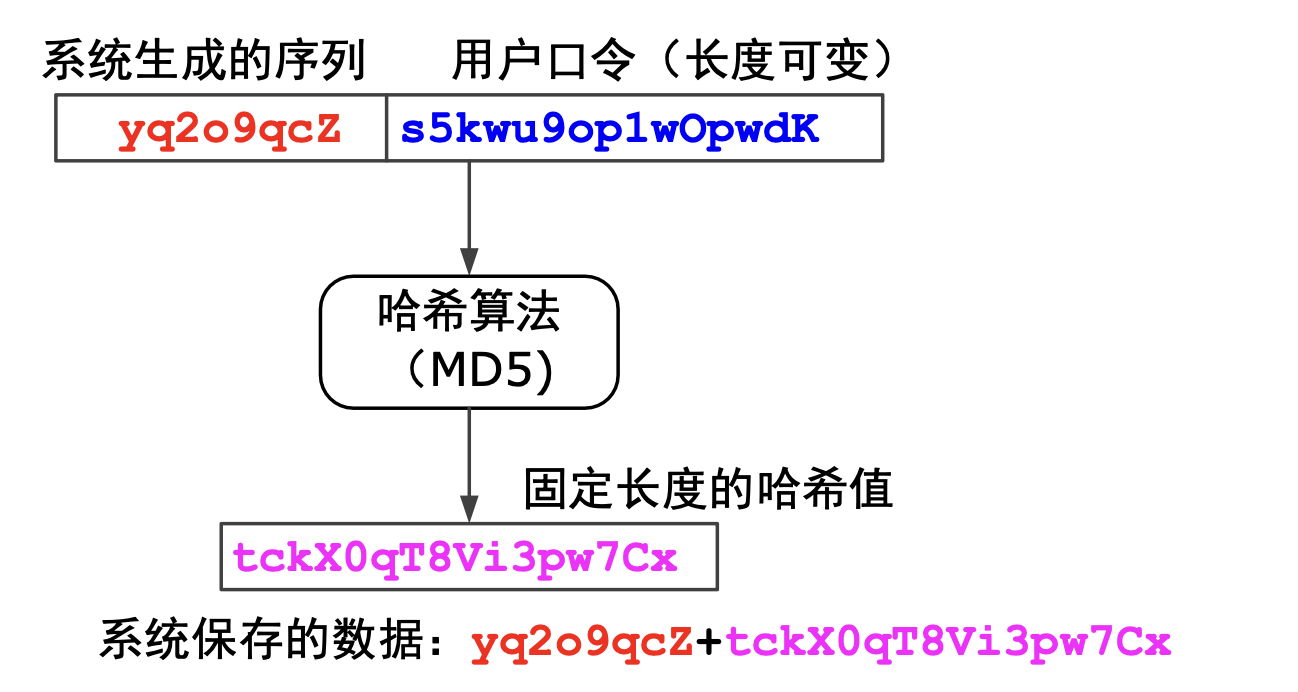 系统生成的序列 用户口令（长度可变）
yq2o9qcZ s5kwu9op1wOpwdK
哈希算法
（MD5)
固定长度的哈希值
tckX0qT8Vi3pw7Cx
系统保存的数据：yq2o9qcZ+tckX0qT8Vi3pw7Cx